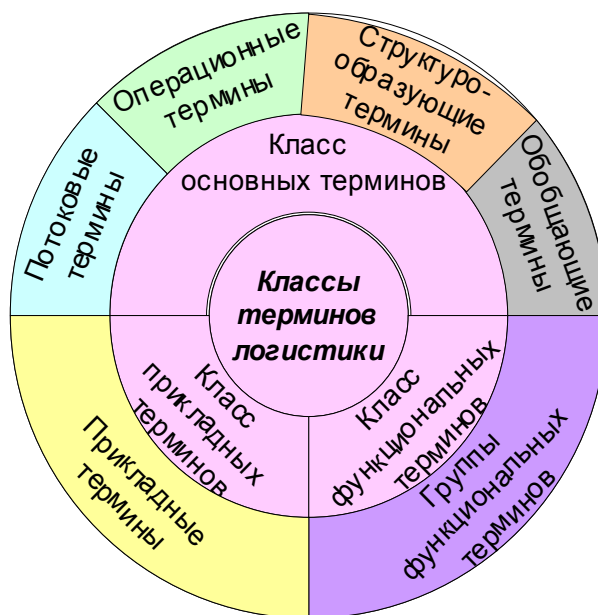 Операционные
термины
Структуро-
образующие
термины
Потоковые
термины
Обобщающие
термины
Класс
основных терминов
Классы
терминов
логистики
Класс
прикладных
терминов
Класс
функциональных
терминов
Прикладные
термины
Группы
функциональных
терминов